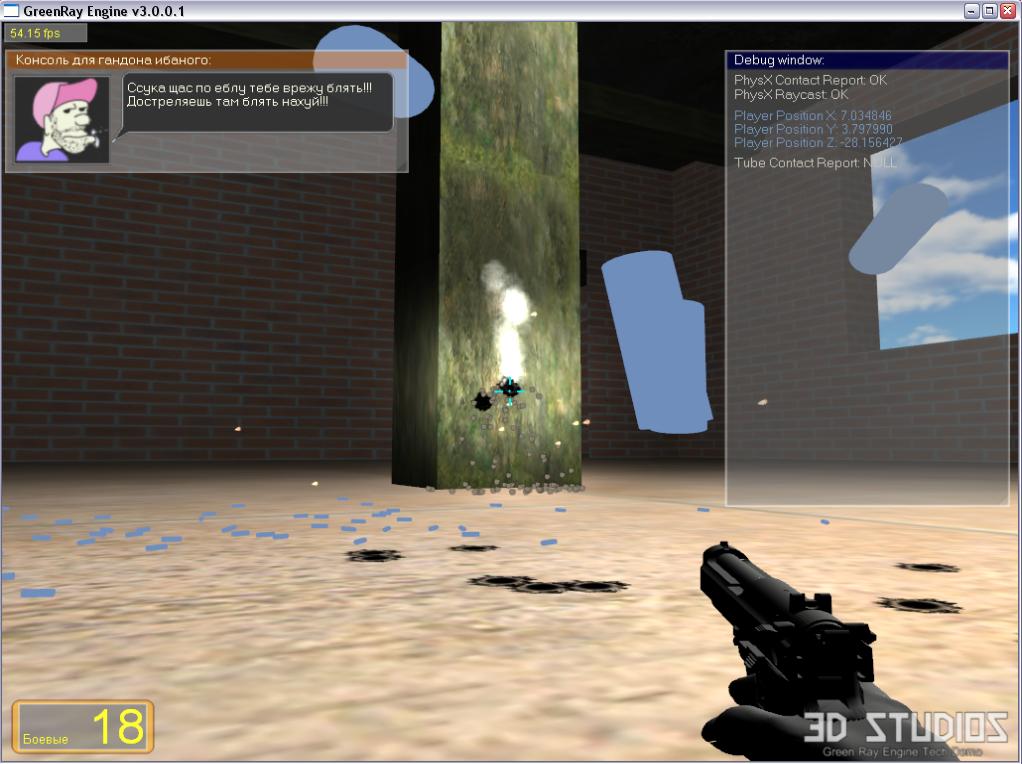 GreenRay Engine v3.0.0.1
54.15 fps
Консоль для гандона ибаного:
Ссука щас по еблу тебе врежу блять!!!
Достреляешь там блять нахуй!!!
Debug window:
PhysX Contact Report: OK
PhysX Raycast: OK
Player Position X: 7.034846
Player Position Y: 3.797990
Player Position Z: -28.156427
Tube Contact Report: NULL
Боевые 18
3D STUDIOS
Green Ray Engine Tech Demo